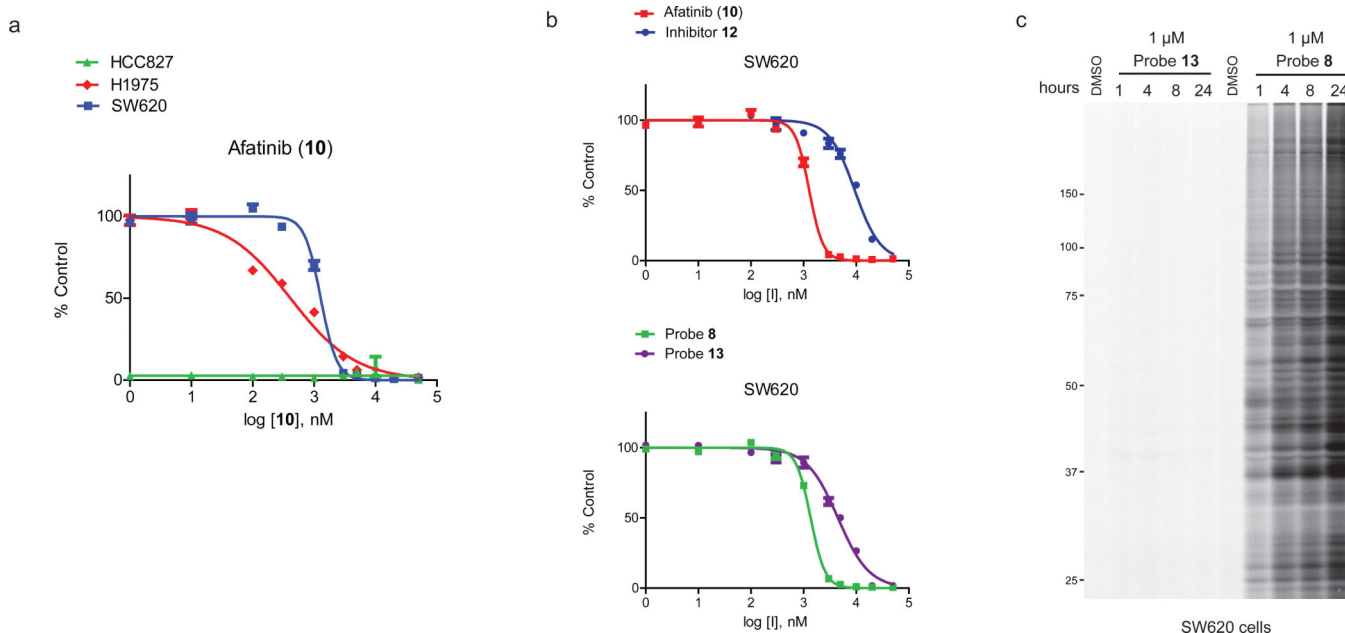 a
HCC827
H1975
SW620
Afatinib (10)
% Control
100
50
0
0 1 2 3 4 5
log [10], nM
b
Afatinib (10)
Inhibitor 12
SW620
% Control
100
50
0
0 1 2 3 4 5
log [I], nM
Probe 8
Probe 13
SW620
% Control
100
50
0
0 1 2 3 4 5
log [I], nM
c
1 µM 1 µM
DMSO Probe 13 DMSO Probe 8
hours 1 4 8 24 1 4 8 24
150
100
75
50
37
25
SW620 cells